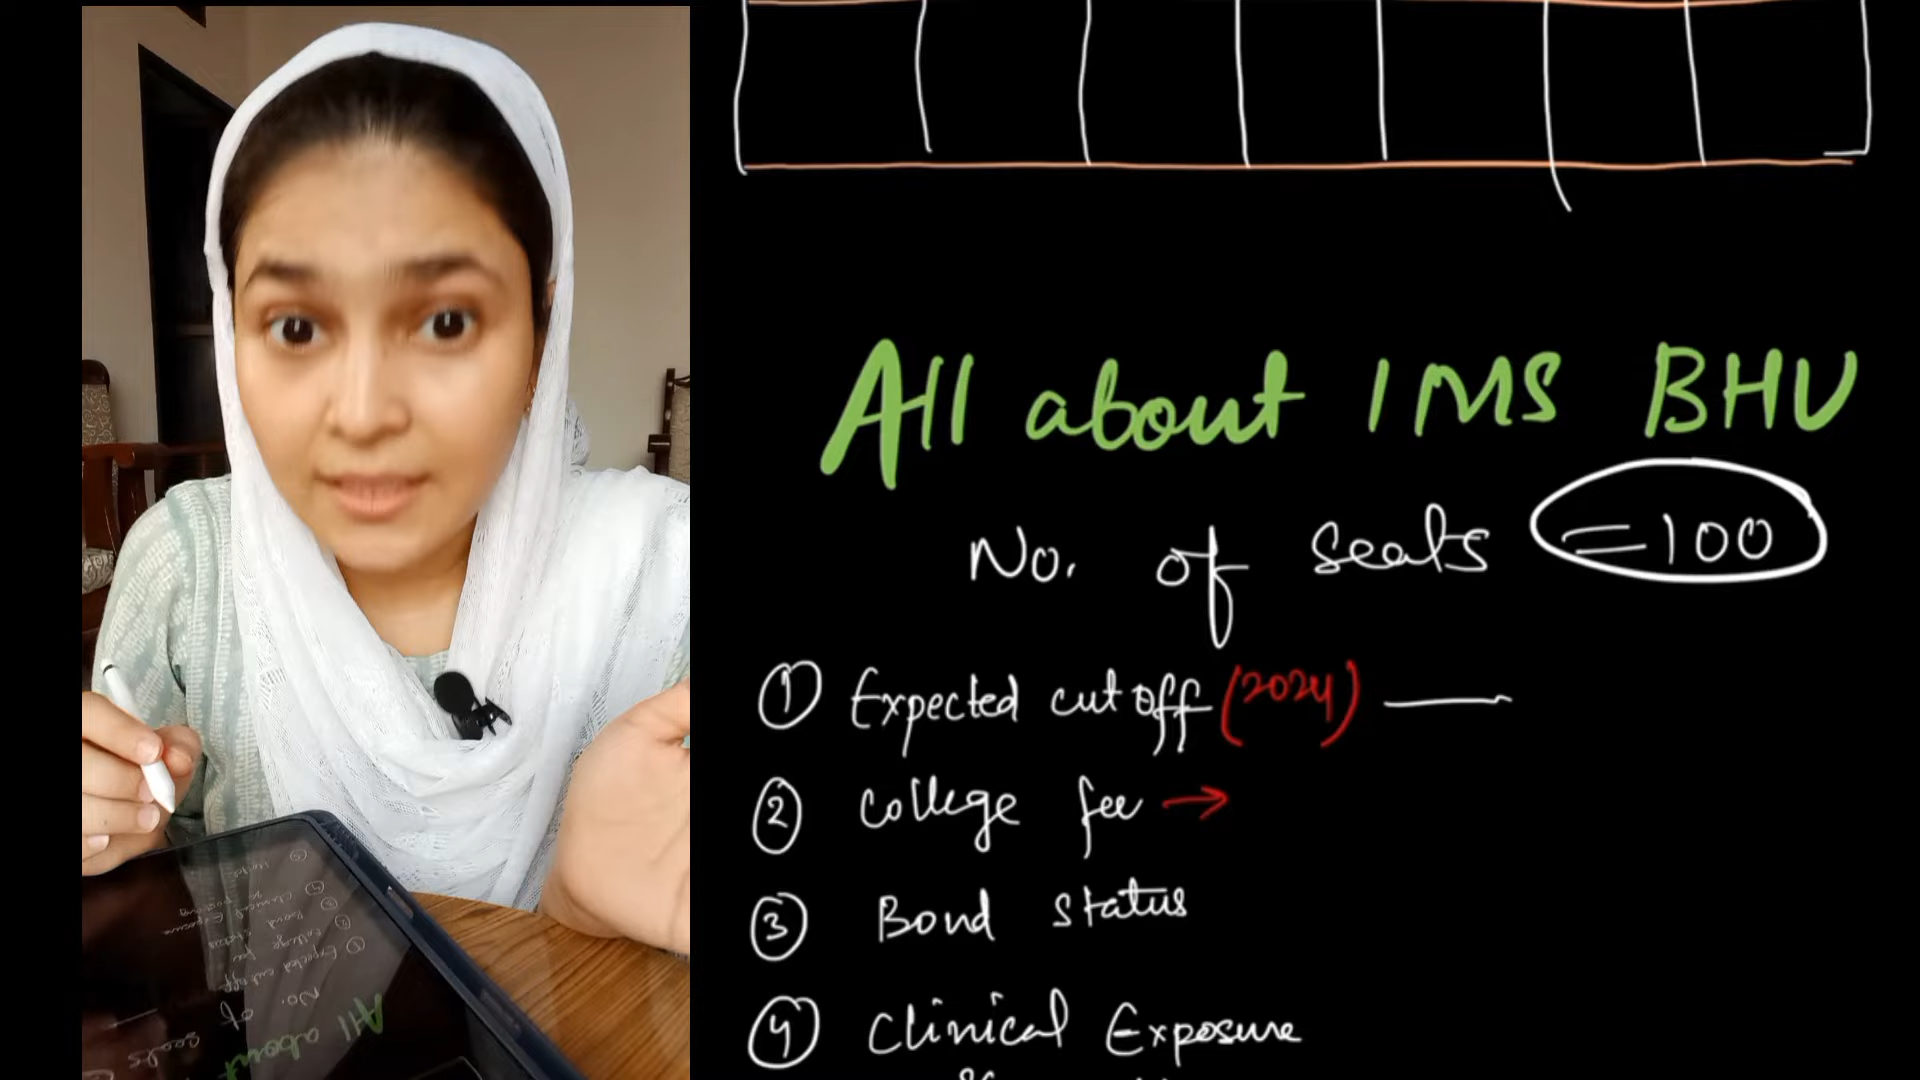 All about IMS BHU
No. of seats = 100
① Expected cut off (2024) ——
② College fee →
③ Bond status
④ Clinical Exposure